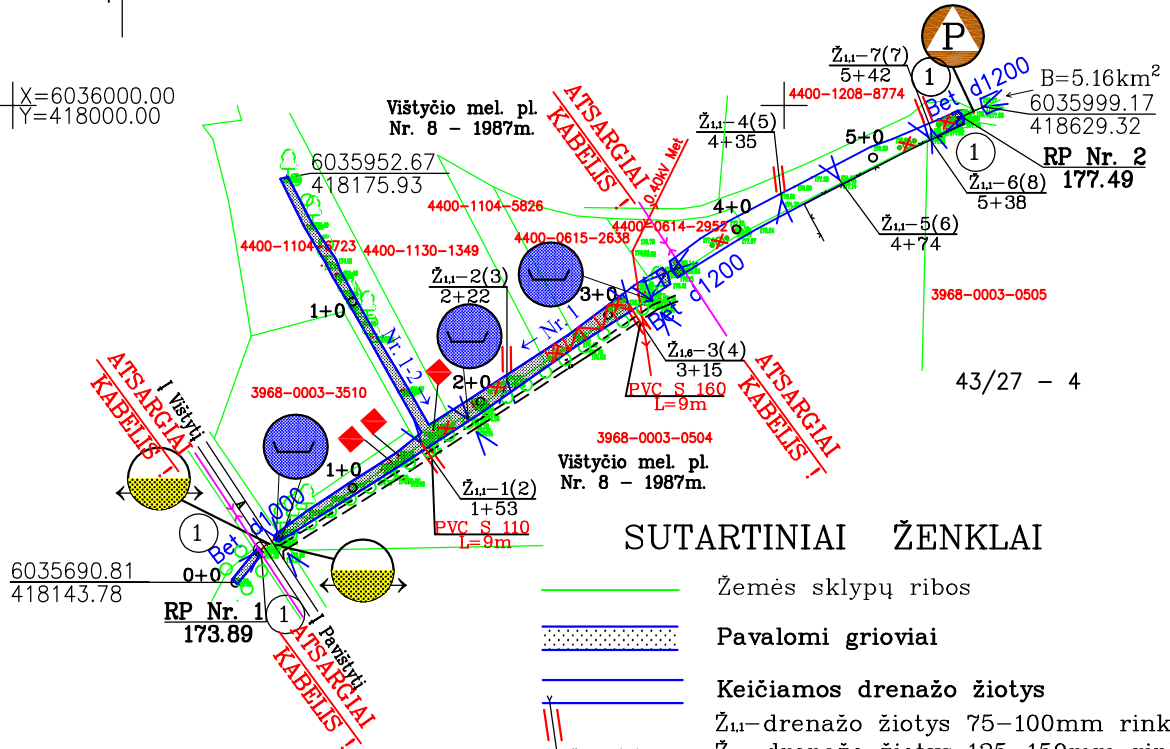 X=6036000.00
Y=418000.00
Vištyčio mel. pl.
Nr. 8 – 1987m.
ATSARGIAI
KABELIS !
0.40kV Met
P
Ž1,1–7(7)
5+42
1
4400-1208-8774
Bet. d1200
B=5.16km²
6035999.17
418629.32
Ž1,1–4(5)
4+35
5+0
1
RP Nr. 2
177.49
Ž1,1–6(8)
5+38
6035952.67
418175.93
4400-1104-5826
4400-0615-2638
4400-0614-2952
4+0
Ž1,1–5(6)
4+74
4400-1130-1349
Ž1,1–2(3)
2+22
3+0
Bet. d1200
3968-0003-0505
1+0
Nr. 1-2
← Nr. 1
Ž1,6–3(4)
3+15
PVC S 160
L=9m
ATSARGIAI
KABELIS !
43/27 – 4
ATSARGIAI
KABELIS !
Į Vištytį
3968-0003-3510
2+0
3968-0003-0504
Vištyčio mel. pl.
Nr. 8 – 1987m.
1+0
Ž1,1–1(2)
1+53
PVC S 110
L=9m
1
Bet. d1000
6035690.81
418143.78
0+0
RP Nr. 1
173.89
1
Į Pavištytį
ATSARGIAI
KABELIS !
SUTARTINIAI ŽENKLAI
Žemės sklypų ribos
Pavalomi grioviai
Keičiamos drenažo žiotys
Ž1,1–drenažo žiotys 75–100mm rink